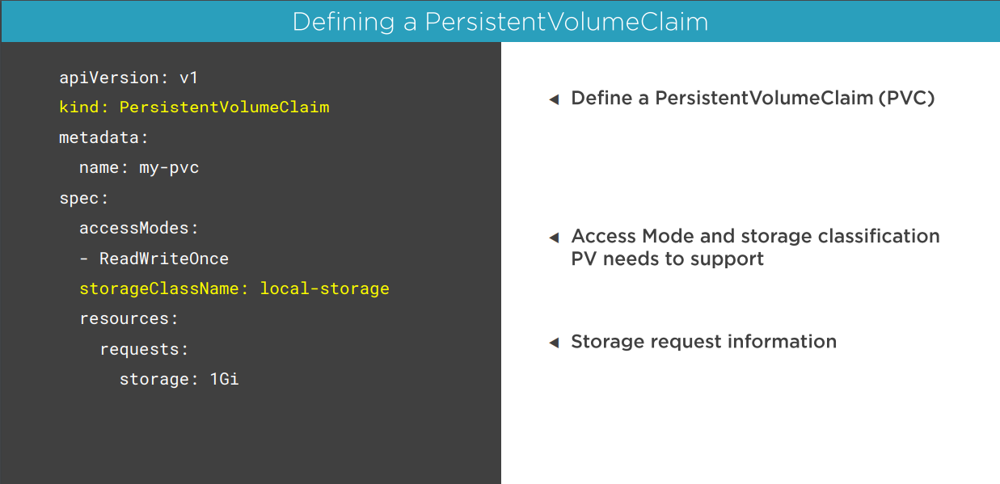 Defining a PersistentVolumeClaim
apiVersion: v1
kind: PersistentVolumeClaim
metadata:
  name: my-pvc
spec:
  accessModes:
  - ReadWriteOnce
  storageClassName: local-storage
  resources:
    requests:
      storage: 1Gi
◄ Define a PersistentVolumeClaim (PVC)
◄ Access Mode and storage classification
PV needs to support
◄ Storage request information